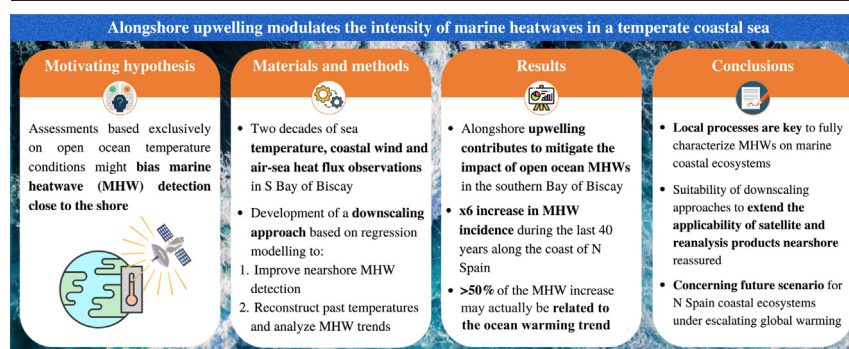 Alongshore upwelling modulates the intensity of marine heatwaves in a temperate coastal sea
Motivating hypothesis
Assessments based exclusively
on open ocean temperature
conditions might bias marine
heatwave (MHW) detection
close to the shore
Materials and methods
• Two decades of sea
temperature, coastal wind and
air-sea heat flux observations
in S Bay of Biscay
• Development of a downscaling
approach based on regression
modelling to:
1. Improve nearshore MHW
detection
2. Reconstruct past temperatures
and analyze MHW trends
Results
• Alongshore upwelling
contributes to mitigate the
impact of open ocean MHWs
in the southern Bay of Biscay
• x6 increase in MHW
incidence during the last 40
years along the coast of N
Spain
• >50% of the MHW increase
may actually be related to
the ocean warming trend
Conclusions
• Local processes are key to fully
characterize MHWs on marine
coastal ecosystems
• Suitability of downscaling
approaches to extend the
applicability of satellite and
reanalysis products nearshore
reassured
• Concerning future scenario for
N Spain coastal ecosystems
under escalating global warming